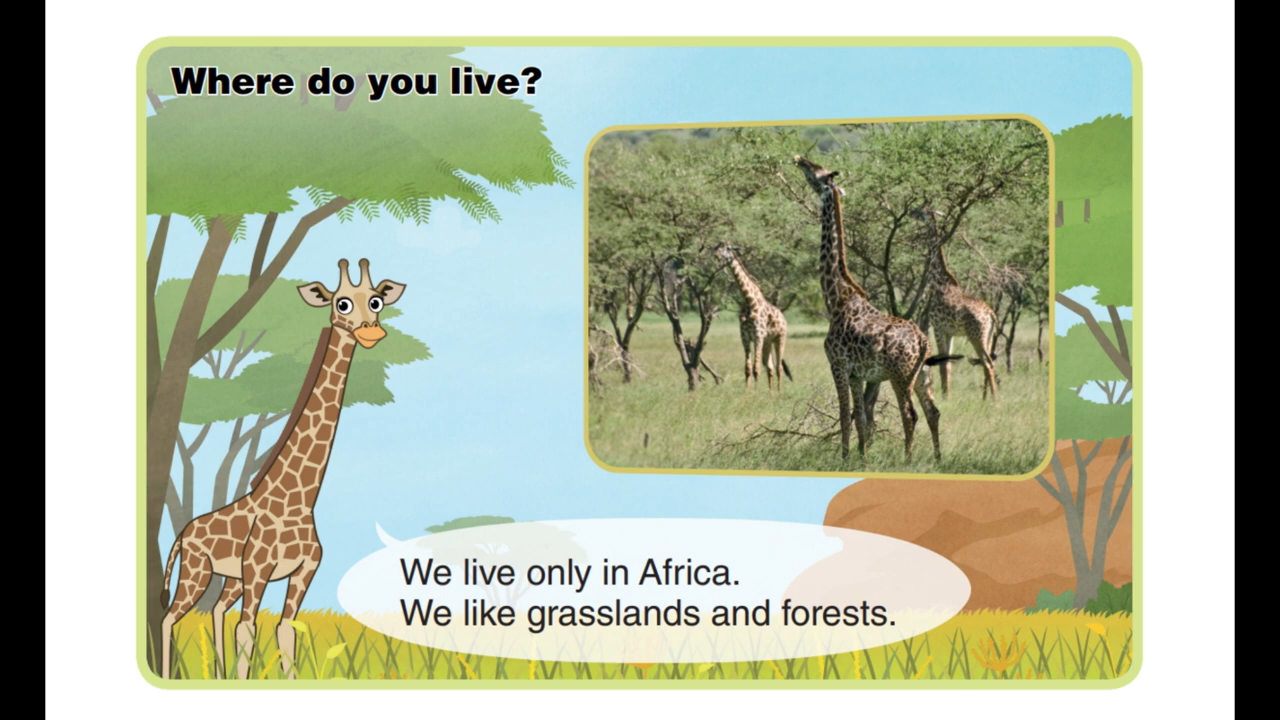 Where do you live?
We live only in Africa.
We like grasslands and forests.